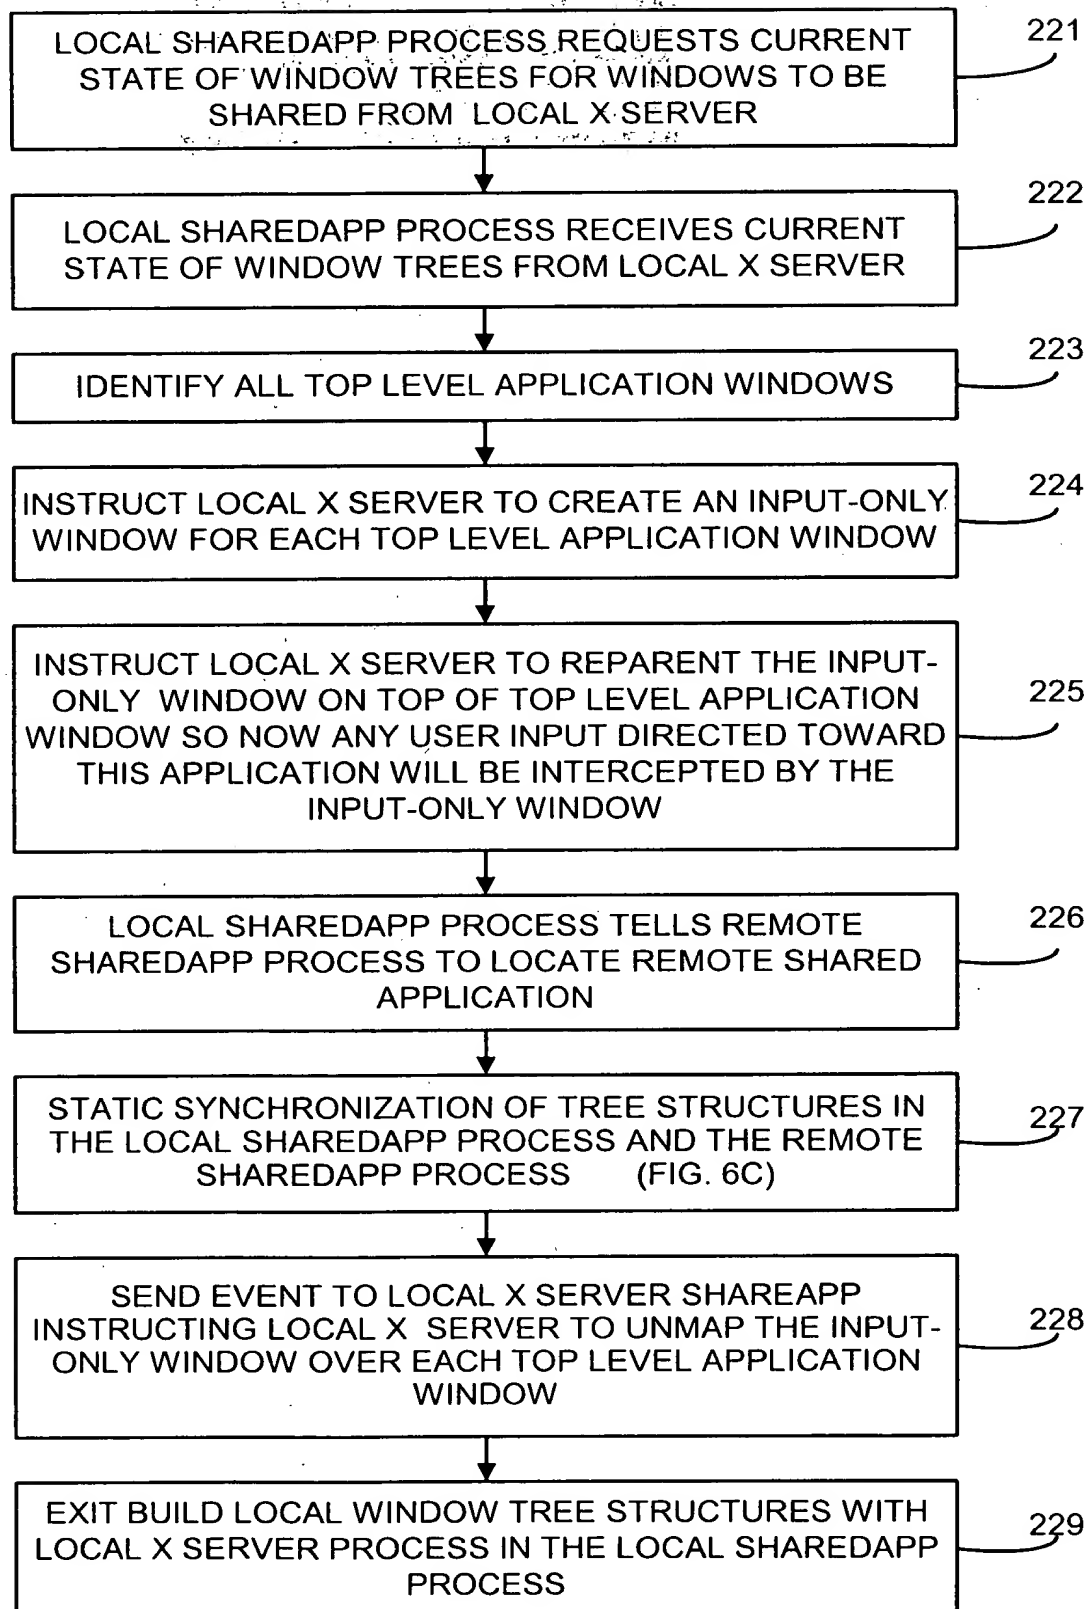 LOCAL SHAREDAPP PROCESS REQUESTS CURRENT
STATE OF WINDOW TREES FOR WINDOWS TO BE
SHARED FROM LOCAL X SERVER
221
LOCAL SHAREDAPP PROCESS RECEIVES CURRENT
STATE OF WINDOW TREES FROM LOCAL X SERVER
222
IDENTIFY ALL TOP LEVEL APPLICATION WINDOWS
223
INSTRUCT LOCAL X SERVER TO CREATE AN INPUT-ONLY
WINDOW FOR EACH TOP LEVEL APPLICATION WINDOW
224
INSTRUCT LOCAL X SERVER TO REPARENT THE INPUT-
ONLY WINDOW ON TOP OF TOP LEVEL APPLICATION
WINDOW SO NOW ANY USER INPUT DIRECTED TOWARD
THIS APPLICATION WILL BE INTERCEPTED BY THE
INPUT-ONLY WINDOW
225
LOCAL SHAREDAPP PROCESS TELLS REMOTE
SHAREDAPP PROCESS TO LOCATE REMOTE SHARED
APPLICATION
226
STATIC SYNCHRONIZATION OF TREE STRUCTURES IN
THE LOCAL SHAREDAPP PROCESS AND THE REMOTE
SHAREDAPP PROCESS (FIG. 6C)
227
SEND EVENT TO LOCAL X SERVER SHAREAPP
INSTRUCTING LOCAL X SERVER TO UNMAP THE INPUT-
ONLY WINDOW OVER EACH TOP LEVEL APPLICATION
WINDOW
228
EXIT BUILD LOCAL WINDOW TREE STRUCTURES WITH
LOCAL X SERVER PROCESS IN THE LOCAL SHAREDAPP
PROCESS
229